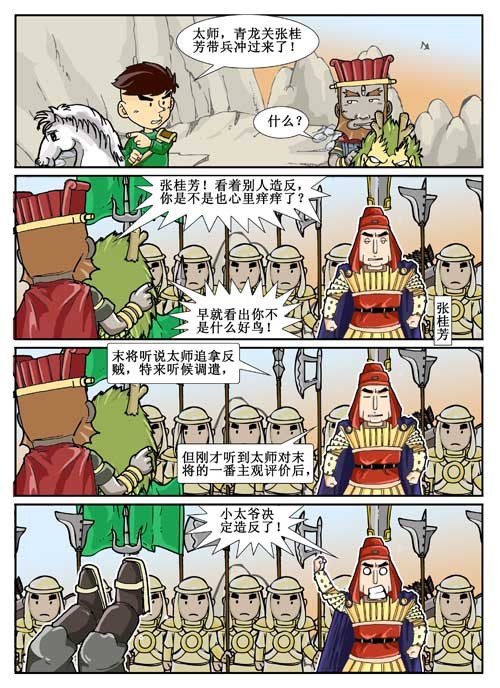 太师，青龙关张桂
芳带兵冲过来了！
什么？
张桂芳！看着别人造反，
你是不是也心里痒痒了？
早就看出你不
是什么好鸟！
张桂芳
末将听说太师追拿反
贼，特来听候调遣，
但刚才听到太师对末
将的一番主观评价后，
小太爷决
定造反了！